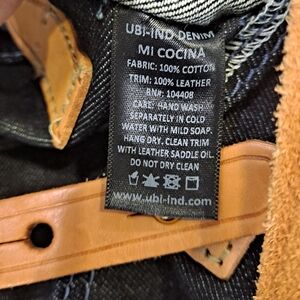 UBI-IND DENIM
MI COCINA
FABRIC: 100% COTTON
TRIM: 100% LEATHER
RN#: 104408
CARE: HAND WASH
SEPARATELY IN COLD
WATER WITH MILD SOAP.
HANG DRY. CLEAN TRIM
WITH LEATHER SADDLE OIL.
DO NOT DRY CLEAN
www.ubi-ind.com